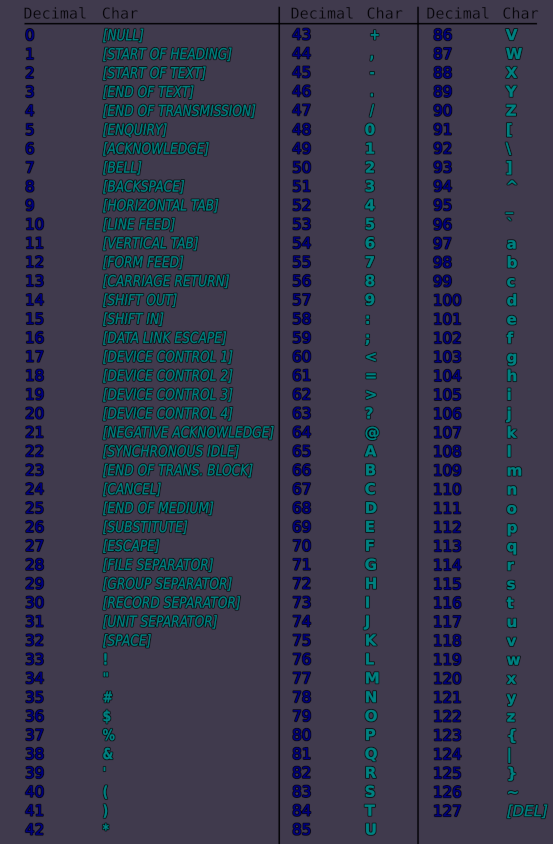 Decimal Char Decimal Char Decimal Char
0 [NULL] 43 + 86 V
1 [START OF HEADING] 44 , 87 W
2 [START OF TEXT] 45 - 88 X
3 [END OF TEXT] 46 . 89 Y
4 [END OF TRANSMISSION] 47 / 90 Z
5 [ENQUIRY] 48 0 91 [
6 [ACKNOWLEDGE] 49 1 92 \
7 [BELL] 50 2 93 ]
8 [BACKSPACE] 51 3 94 ^
9 [HORIZONTAL TAB] 52 4 95 _
10 [LINE FEED] 53 5 96 `
11 [VERTICAL TAB] 54 6 97 a
12 [FORM FEED] 55 7 98 b
13 [CARRIAGE RETURN] 56 8 99 c
14 [SHIFT OUT] 57 9 100 d
15 [SHIFT IN] 58 : 101 e
16 [DATA LINK ESCAPE] 59 ; 102 f
17 [DEVICE CONTROL 1] 60 < 103 g
18 [DEVICE CONTROL 2] 61 = 104 h
19 [DEVICE CONTROL 3] 62 > 105 i
20 [DEVICE CONTROL 4] 63 ? 106 j
21 [NEGATIVE ACKNOWLEDGE] 64 @ 107 k
22 [SYNCHRONOUS IDLE] 65 A 108 l
23 [END OF TRANS. BLOCK] 66 B 109 m
24 [CANCEL] 67 C 110 n
25 [END OF MEDIUM] 68 D 111 o
26 [SUBSTITUTE] 69 E 112 p
27 [ESCAPE] 70 F 113 q
28 [FILE SEPARATOR] 71 G 114 r
29 [GROUP SEPARATOR] 72 H 115 s
30 [RECORD SEPARATOR] 73 I 116 t
31 [UNIT SEPARATOR] 74 J 117 u
32 [SPACE] 75 K 118 v
33 ! 76 L 119 w
34 " 77 M 120 x
35 # 78 N 121 y
36 $ 79 O 122 z
37 % 80 P 123 {
38 & 81 Q 124 |
39 ' 82 R 125 }
40 ( 83 S 126 ~
41 ) 84 T 127 [DEL]
42 * 85 U